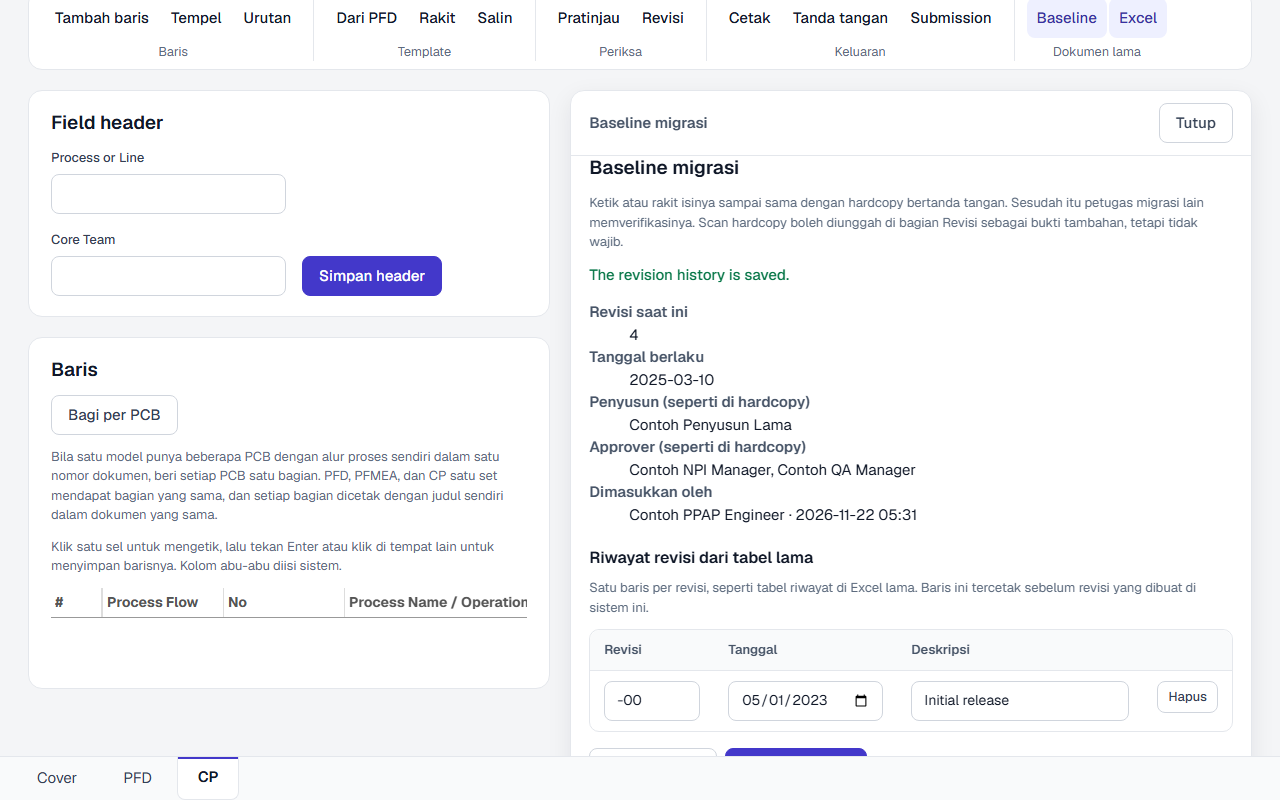 Tambah baris Tempel Urutan Dari PFD Rakit Salin Pratinjau Revisi Cetak Tanda tangan Submission Baseline Excel
Baris Template Periksa Keluaran Dokumen lama
Field header
Process or Line
Core Team
Simpan header
Baris
Bagi per PCB
Bila satu model punya beberapa PCB dengan alur proses sendiri dalam satu
nomor dokumen, beri setiap PCB satu bagian. PFD, PFMEA, dan CP satu set
mendapat bagian yang sama, dan setiap bagian dicetak dengan judul sendiri
dalam dokumen yang sama.
Klik satu sel untuk mengetik, lalu tekan Enter atau klik di tempat lain untuk
menyimpan barisnya. Kolom abu-abu diisi sistem.
# Process Flow No Process Name / Operation
Baseline migrasi Tutup
Baseline migrasi
Ketik atau rakit isinya sampai sama dengan hardcopy bertanda tangan. Sesudah itu petugas migrasi lain
memverifikasinya. Scan hardcopy boleh diunggah di bagian Revisi sebagai bukti tambahan, tetapi tidak
wajib.
The revision history is saved.
Revisi saat ini
4
Tanggal berlaku
2025-03-10
Penyusun (seperti di hardcopy)
Contoh Penyusun Lama
Approver (seperti di hardcopy)
Contoh NPI Manager, Contoh QA Manager
Dimasukkan oleh
Contoh PPAP Engineer · 2026-11-22 05:31
Riwayat revisi dari tabel lama
Satu baris per revisi, seperti tabel riwayat di Excel lama. Baris ini tercetak sebelum revisi yang dibuat di
sistem ini.
Revisi Tanggal Deskripsi
-00 05/01/2023 Initial release Hapus
Cover PFD CP